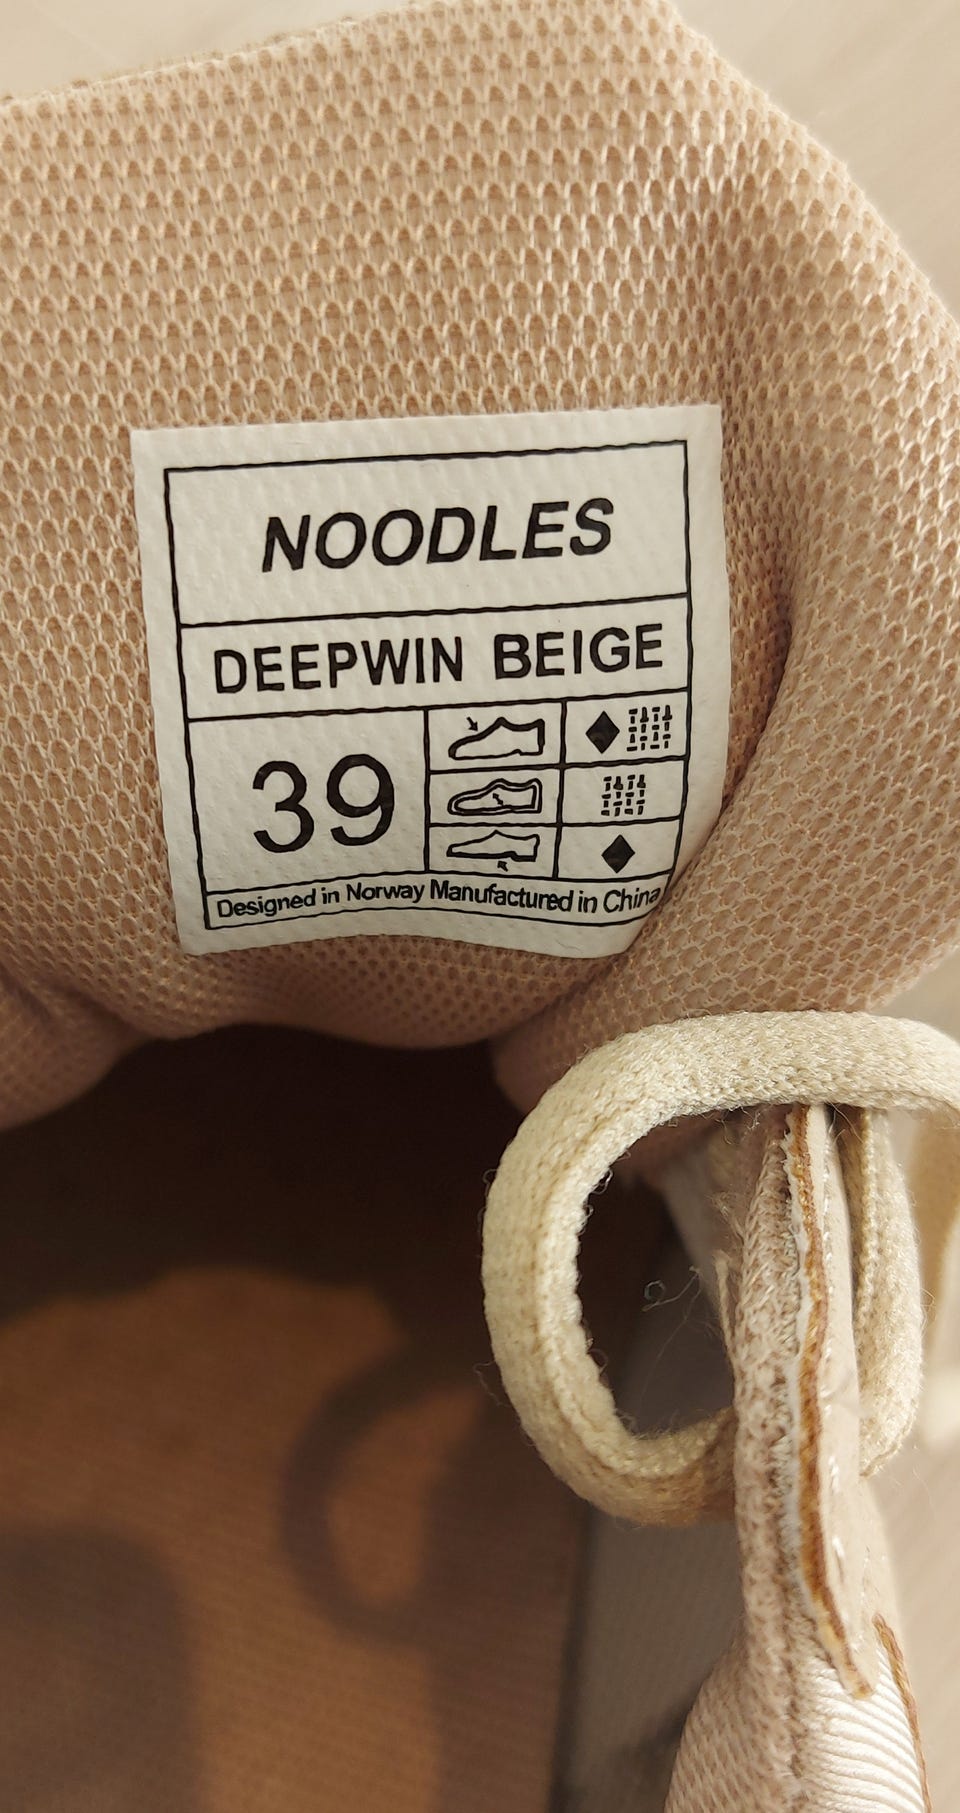 NOODLES
DEEPWIN BEIGE
39
Designed in Norway Manufactured in China